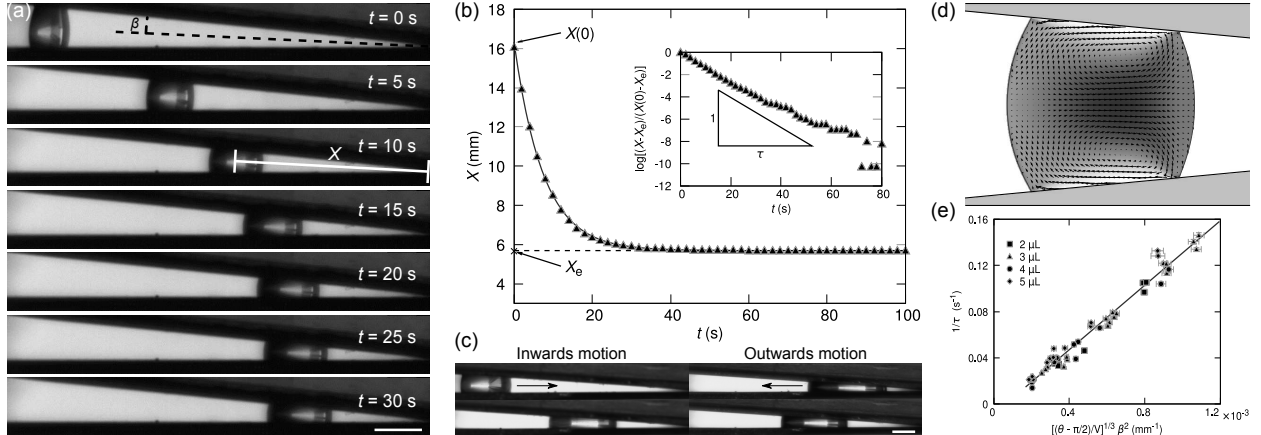 (a)
β
t = 0 s
t = 5 s
t = 10 s
X
t = 15 s
t = 20 s
t = 25 s
t = 30 s
(b)
X (mm)
18
16
14
12
10
8
6
4
X(0)
Xₑ
0 20 40 60 80 100
t (s)
log[(X-Xₑ)/(X(0)-Xₑ)]
0
-2
-4
-6
-8
-10
-12
1
τ
0 20 40 60 80
t (s)
(c)
Inwards motion
Outwards motion
(d)
(e)
1/τ (s⁻¹)
0.16
0.12
0.08
0.04
0
2 µL
3 µL
4 µL
5 µL
0 0.4 0.8 1.2
×10⁻³
[(θ - π/2)/V]¹ᐟ³ β² (mm⁻¹)